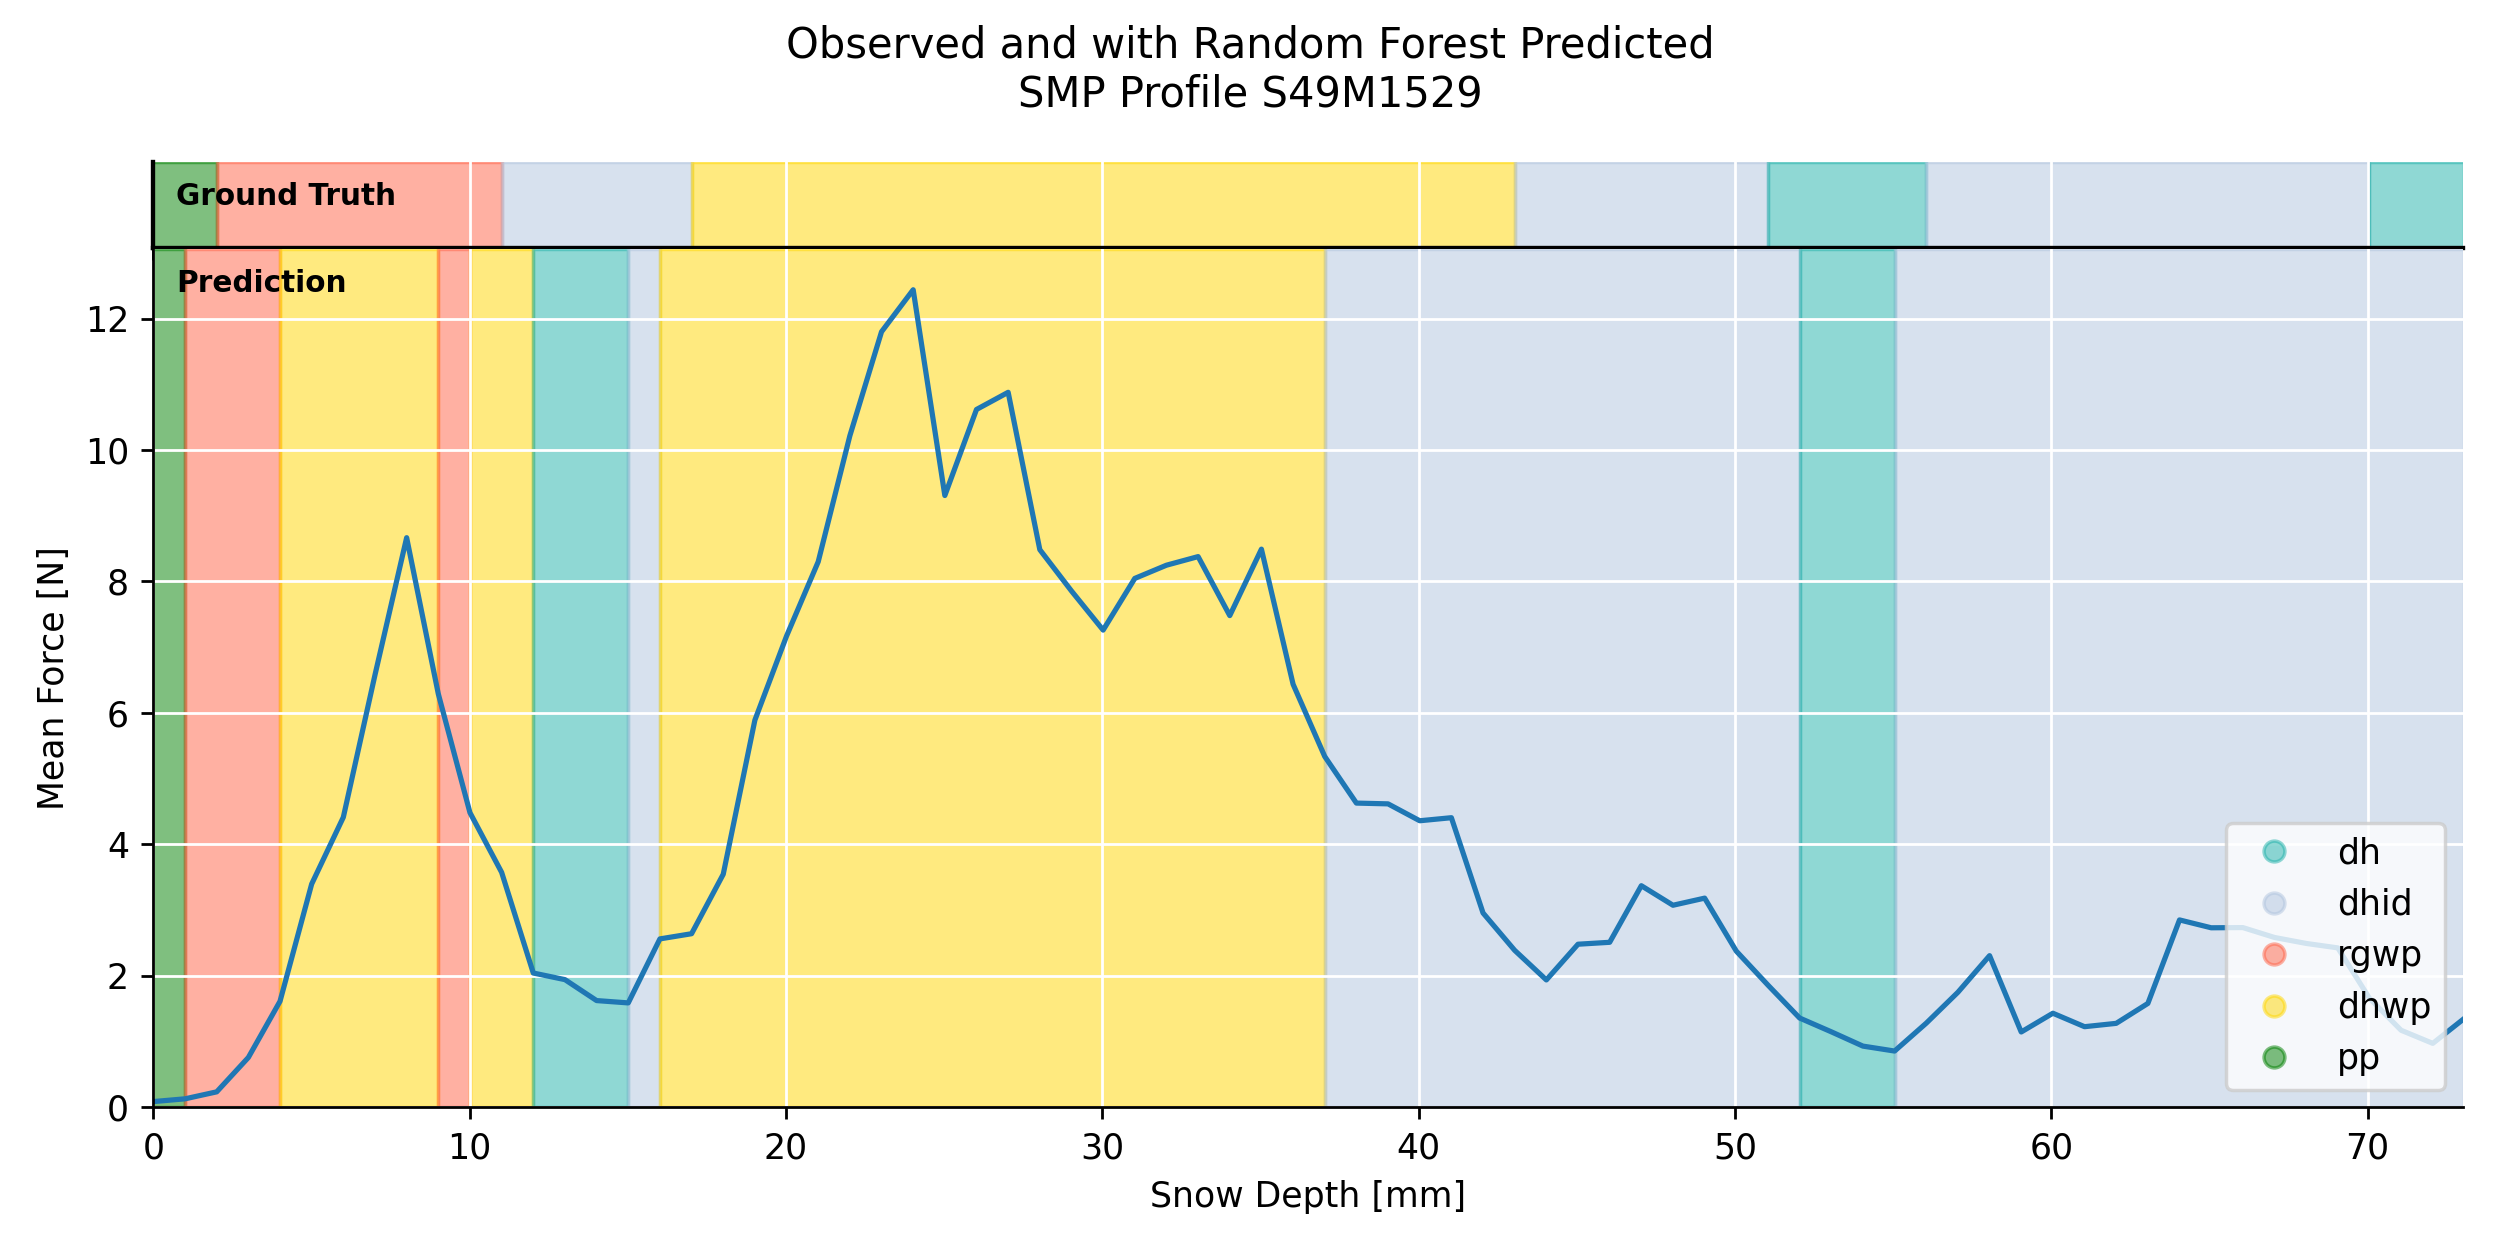 Observed and with Random Forest Predicted
SMP Profile S49M1529
Ground Truth
Prediction
12
10
8
6
4
2
0
Mean Force [N]
dh
dhid
rgwp
dhwp
pp
0 10 20 30 40 50 60 70
Snow Depth [mm]